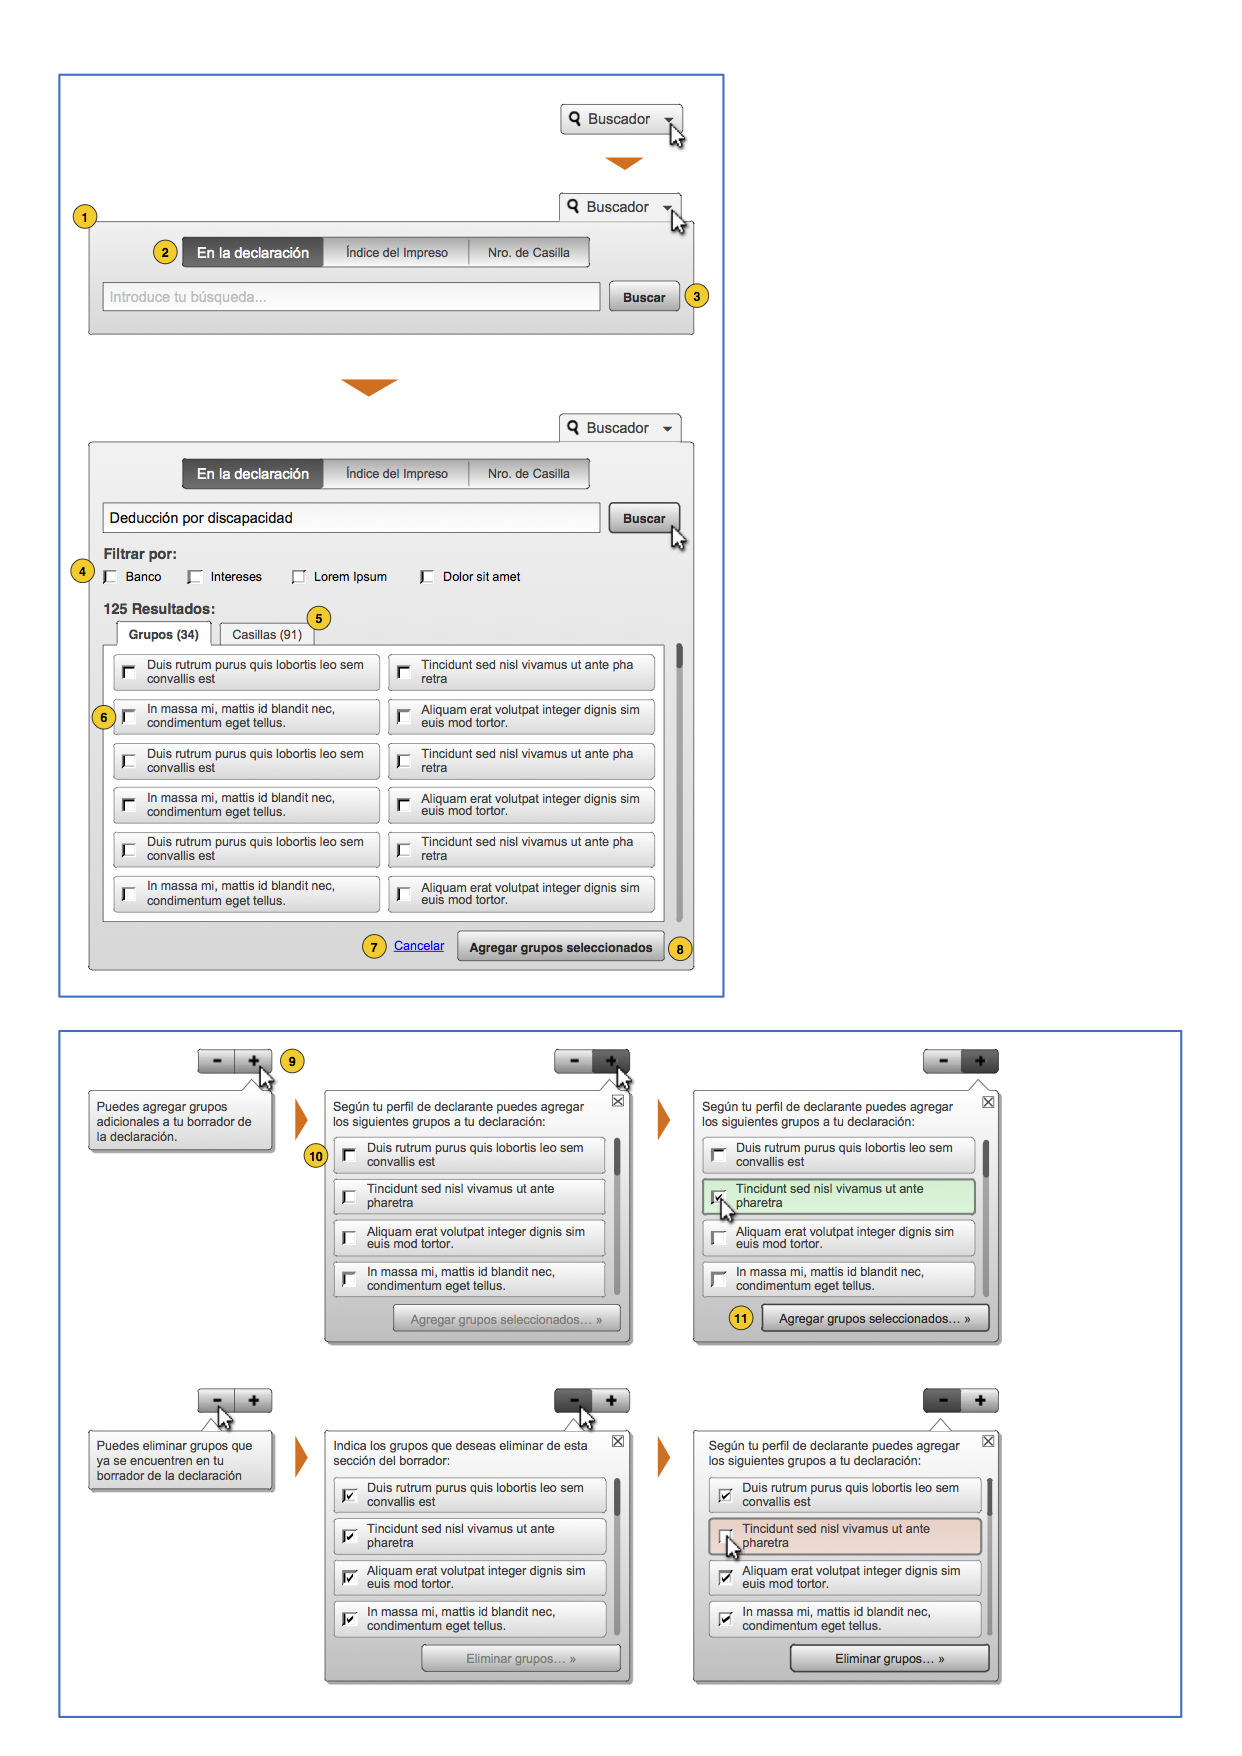 Buscador
Buscador
1
2 En la declaración Índice del Impreso Nro. de Casilla
Introduce tu búsqueda... Buscar 3
Buscador
En la declaración Índice del Impreso Nro. de Casilla
Deducción por discapacidad Buscar
Filtrar por:
4 Banco Intereses Lorem Ipsum Dolor sit amet
125 Resultados:
5
Grupos (34) Casillas (91)
Duis rutrum purus quis lobortis leo sem
convallis est
Tincidunt sed nisl vivamus ut ante pha
retra
6
In massa mi, mattis id blandit nec,
condimentum eget tellus.
Aliquam erat volutpat integer dignis sim
euis mod tortor.
Duis rutrum purus quis lobortis leo sem
convallis est
Tincidunt sed nisl vivamus ut ante pha
retra
In massa mi, mattis id blandit nec,
condimentum eget tellus.
Aliquam erat volutpat integer dignis sim
euis mod tortor.
Duis rutrum purus quis lobortis leo sem
convallis est
Tincidunt sed nisl vivamus ut ante pha
retra
In massa mi, mattis id blandit nec,
condimentum eget tellus.
Aliquam erat volutpat integer dignis sim
euis mod tortor.
7 Cancelar Agregar grupos seleccionados 8
- + 9
Puedes agregar grupos
adicionales a tu borrador de
la declaración.
- +
Según tu perfil de declarante puedes agregar
los siguientes grupos a tu declaración:
10
Duis rutrum purus quis lobortis leo sem
convallis est
Tincidunt sed nisl vivamus ut ante
pharetra
Aliquam erat volutpat integer dignis sim
euis mod tortor.
In massa mi, mattis id blandit nec,
condimentum eget tellus.
Agregar grupos seleccionados... »
- +
Según tu perfil de declarante puedes agregar
los siguientes grupos a tu declaración:
Duis rutrum purus quis lobortis leo sem
convallis est
Tincidunt sed nisl vivamus ut ante
pharetra
Aliquam erat volutpat integer dignis sim
euis mod tortor.
In massa mi, mattis id blandit nec,
condimentum eget tellus.
11 Agregar grupos seleccionados... »
- +
Puedes eliminar grupos que
ya se encuentren en tu
borrador de la declaración
- +
Indica los grupos que deseas eliminar de esta
sección del borrador:
Duis rutrum purus quis lobortis leo sem
convallis est
Tincidunt sed nisl vivamus ut ante
pharetra
Aliquam erat volutpat integer dignis sim
euis mod tortor.
In massa mi, mattis id blandit nec,
condimentum eget tellus.
Eliminar grupos... »
- +
Según tu perfil de declarante puedes agregar
los siguientes grupos a tu declaración:
Duis rutrum purus quis lobortis leo sem
convallis est
Tincidunt sed nisl vivamus ut ante
pharetra
Aliquam erat volutpat integer dignis sim
euis mod tortor.
In massa mi, mattis id blandit nec,
condimentum eget tellus.
Eliminar grupos... »